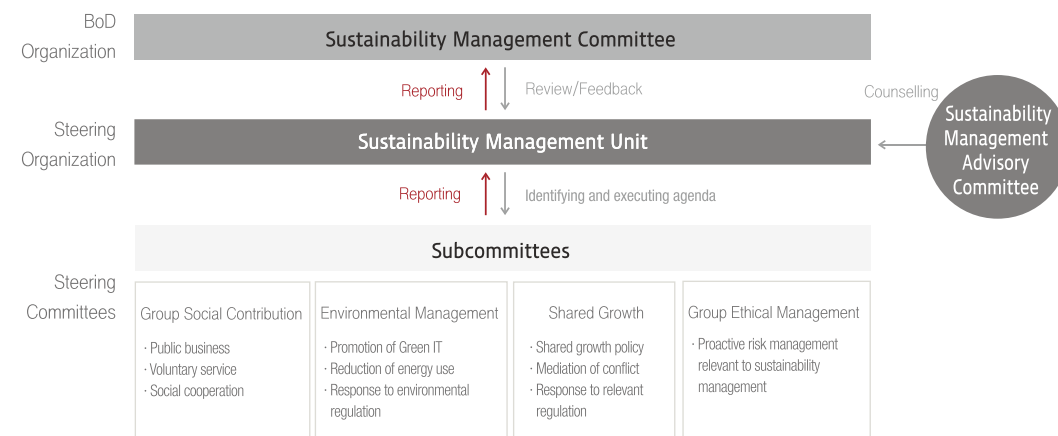 BoD
Organization
Sustainability Management Committee
Reporting
Review/Feedback
Counselling
Steering
Organization
Sustainability Management Unit
Sustainability
Management
Advisory
Committee
Reporting
Identifying and executing agenda
Subcommittees
Steering
Committees
Group Social Contribution
· Public business
· Voluntary service
· Social cooperation
Environmental Management
· Promotion of Green IT
· Reduction of energy use
· Response to environmental
regulation
Shared Growth
· Shared growth policy
· Mediation of conflict
· Response to relevant
regulation
Group Ethical Management
· Proactive risk management
relevant to sustainability
management